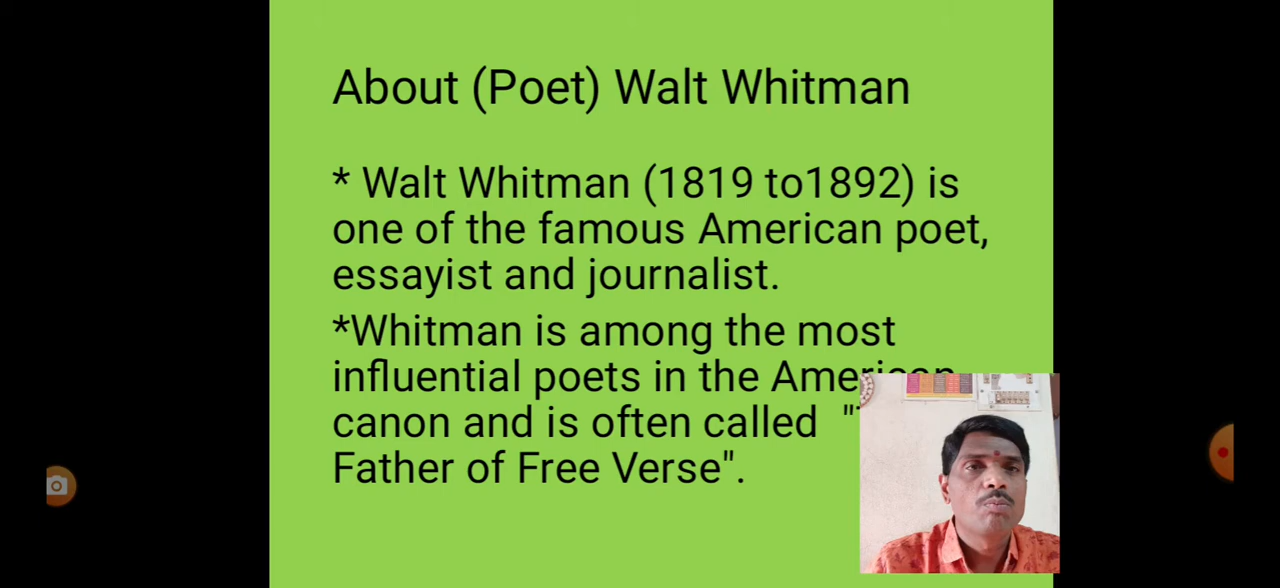 About (Poet) Walt Whitman
* Walt Whitman (1819 to1892) is
one of the famous American poet,
essayist and journalist.
*Whitman is among the most
influential poets in the American
canon and is often called "
Father of Free Verse".